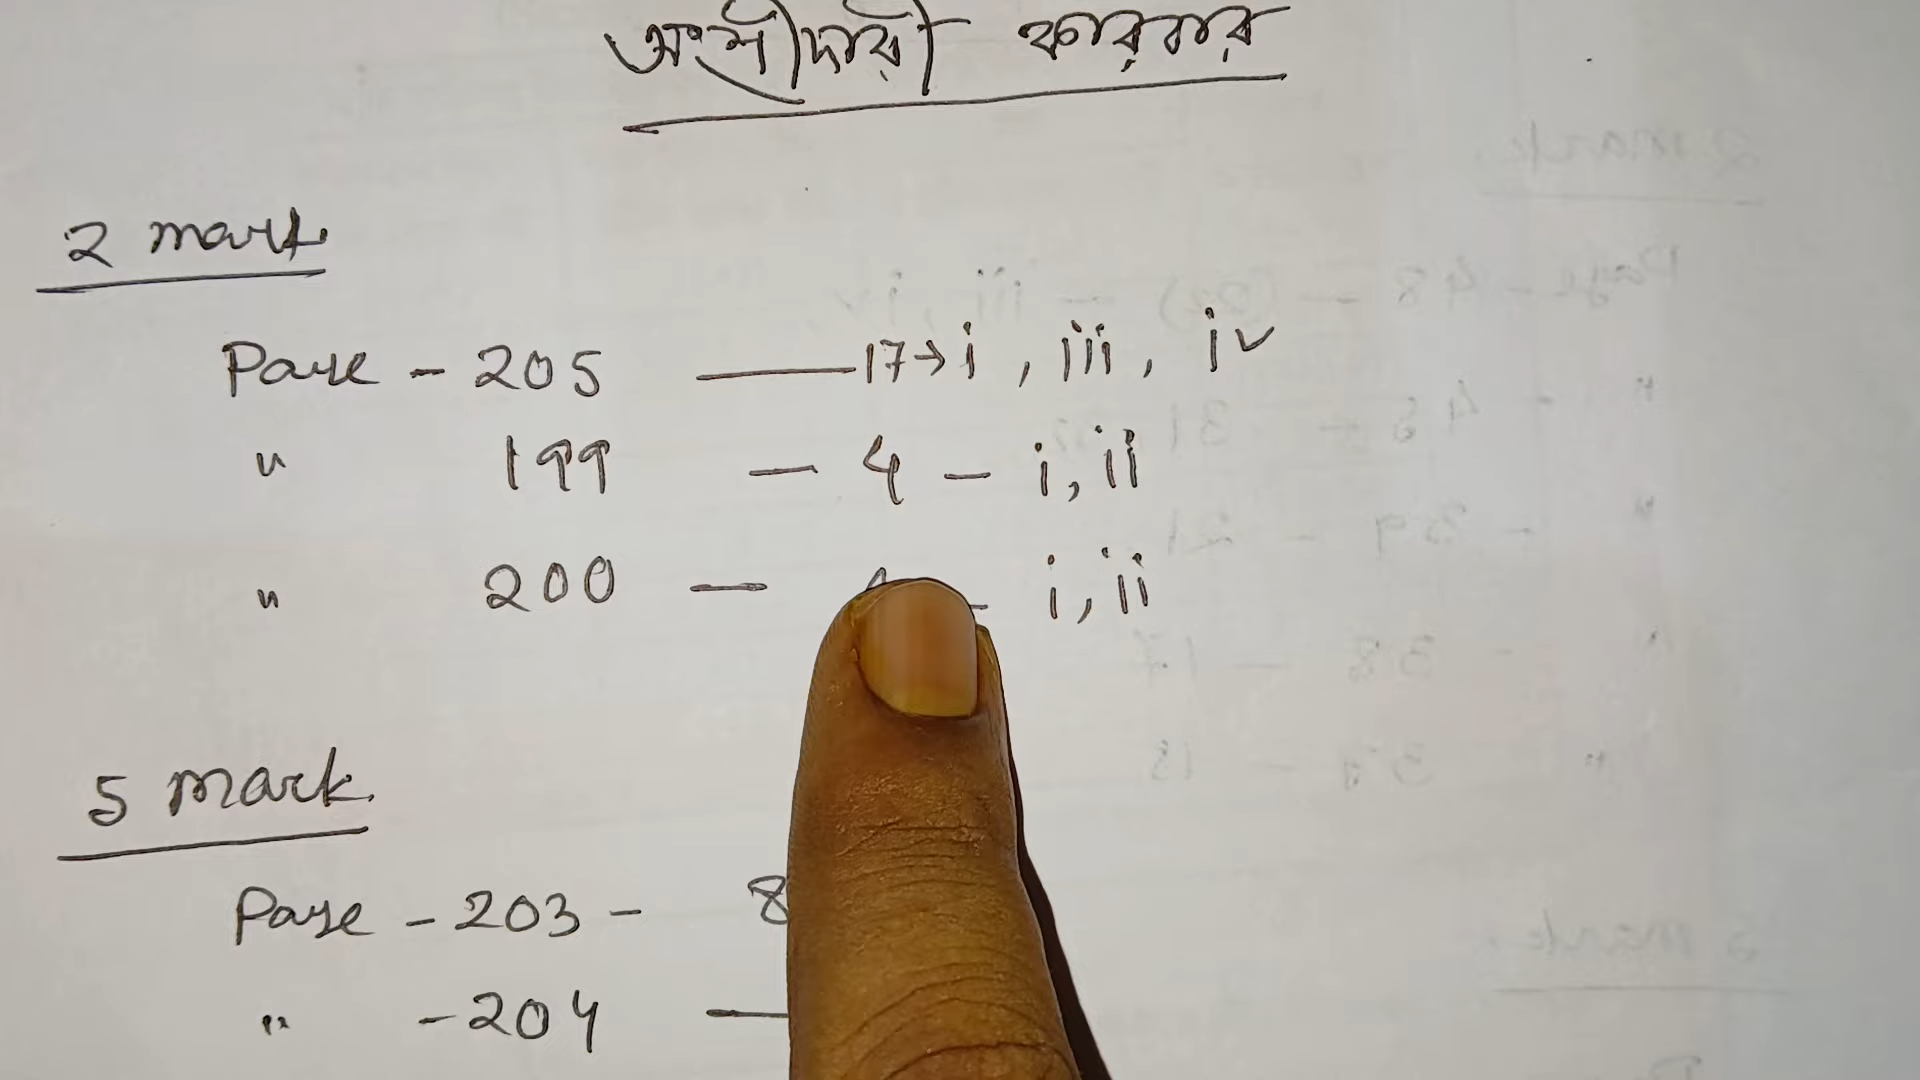 অংশীদারী কারবার
2 mark
Page - 205 — 17→ i, iii, iv
" 199 - 4 - i, ii
" 200 - - i, ii
5 mark
Page - 203 - 8
" - 204 -